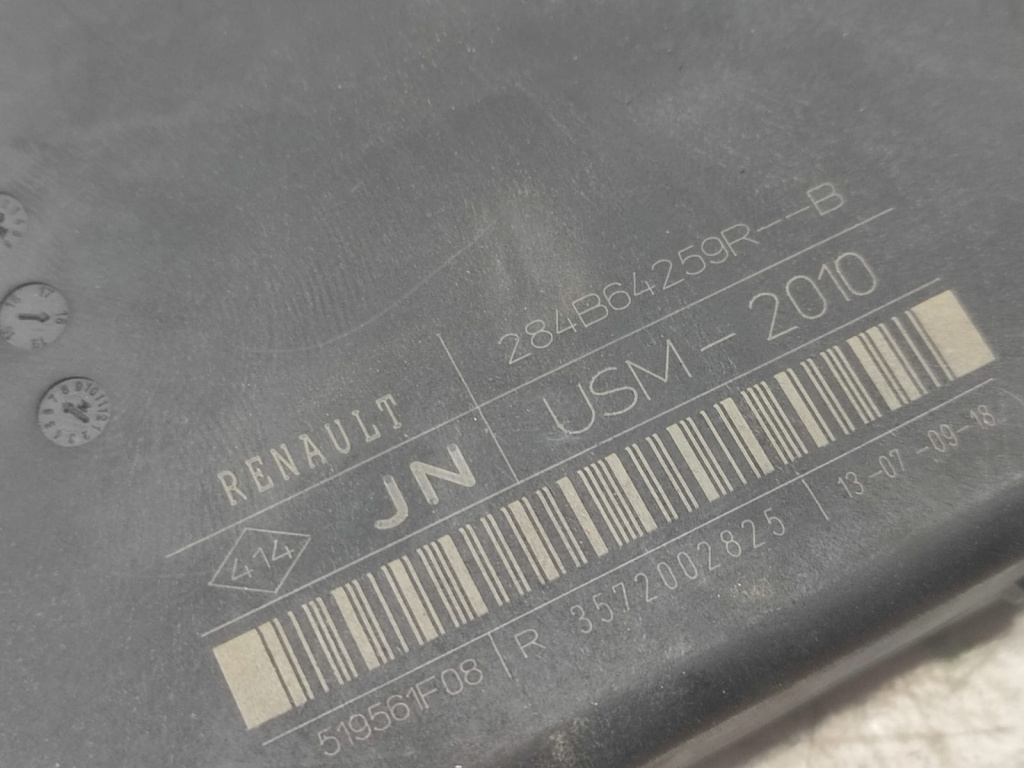 RENAULT 284B64259R--B
414 JN USM-2010
519561F08 R 3572002825 13-07-09-18